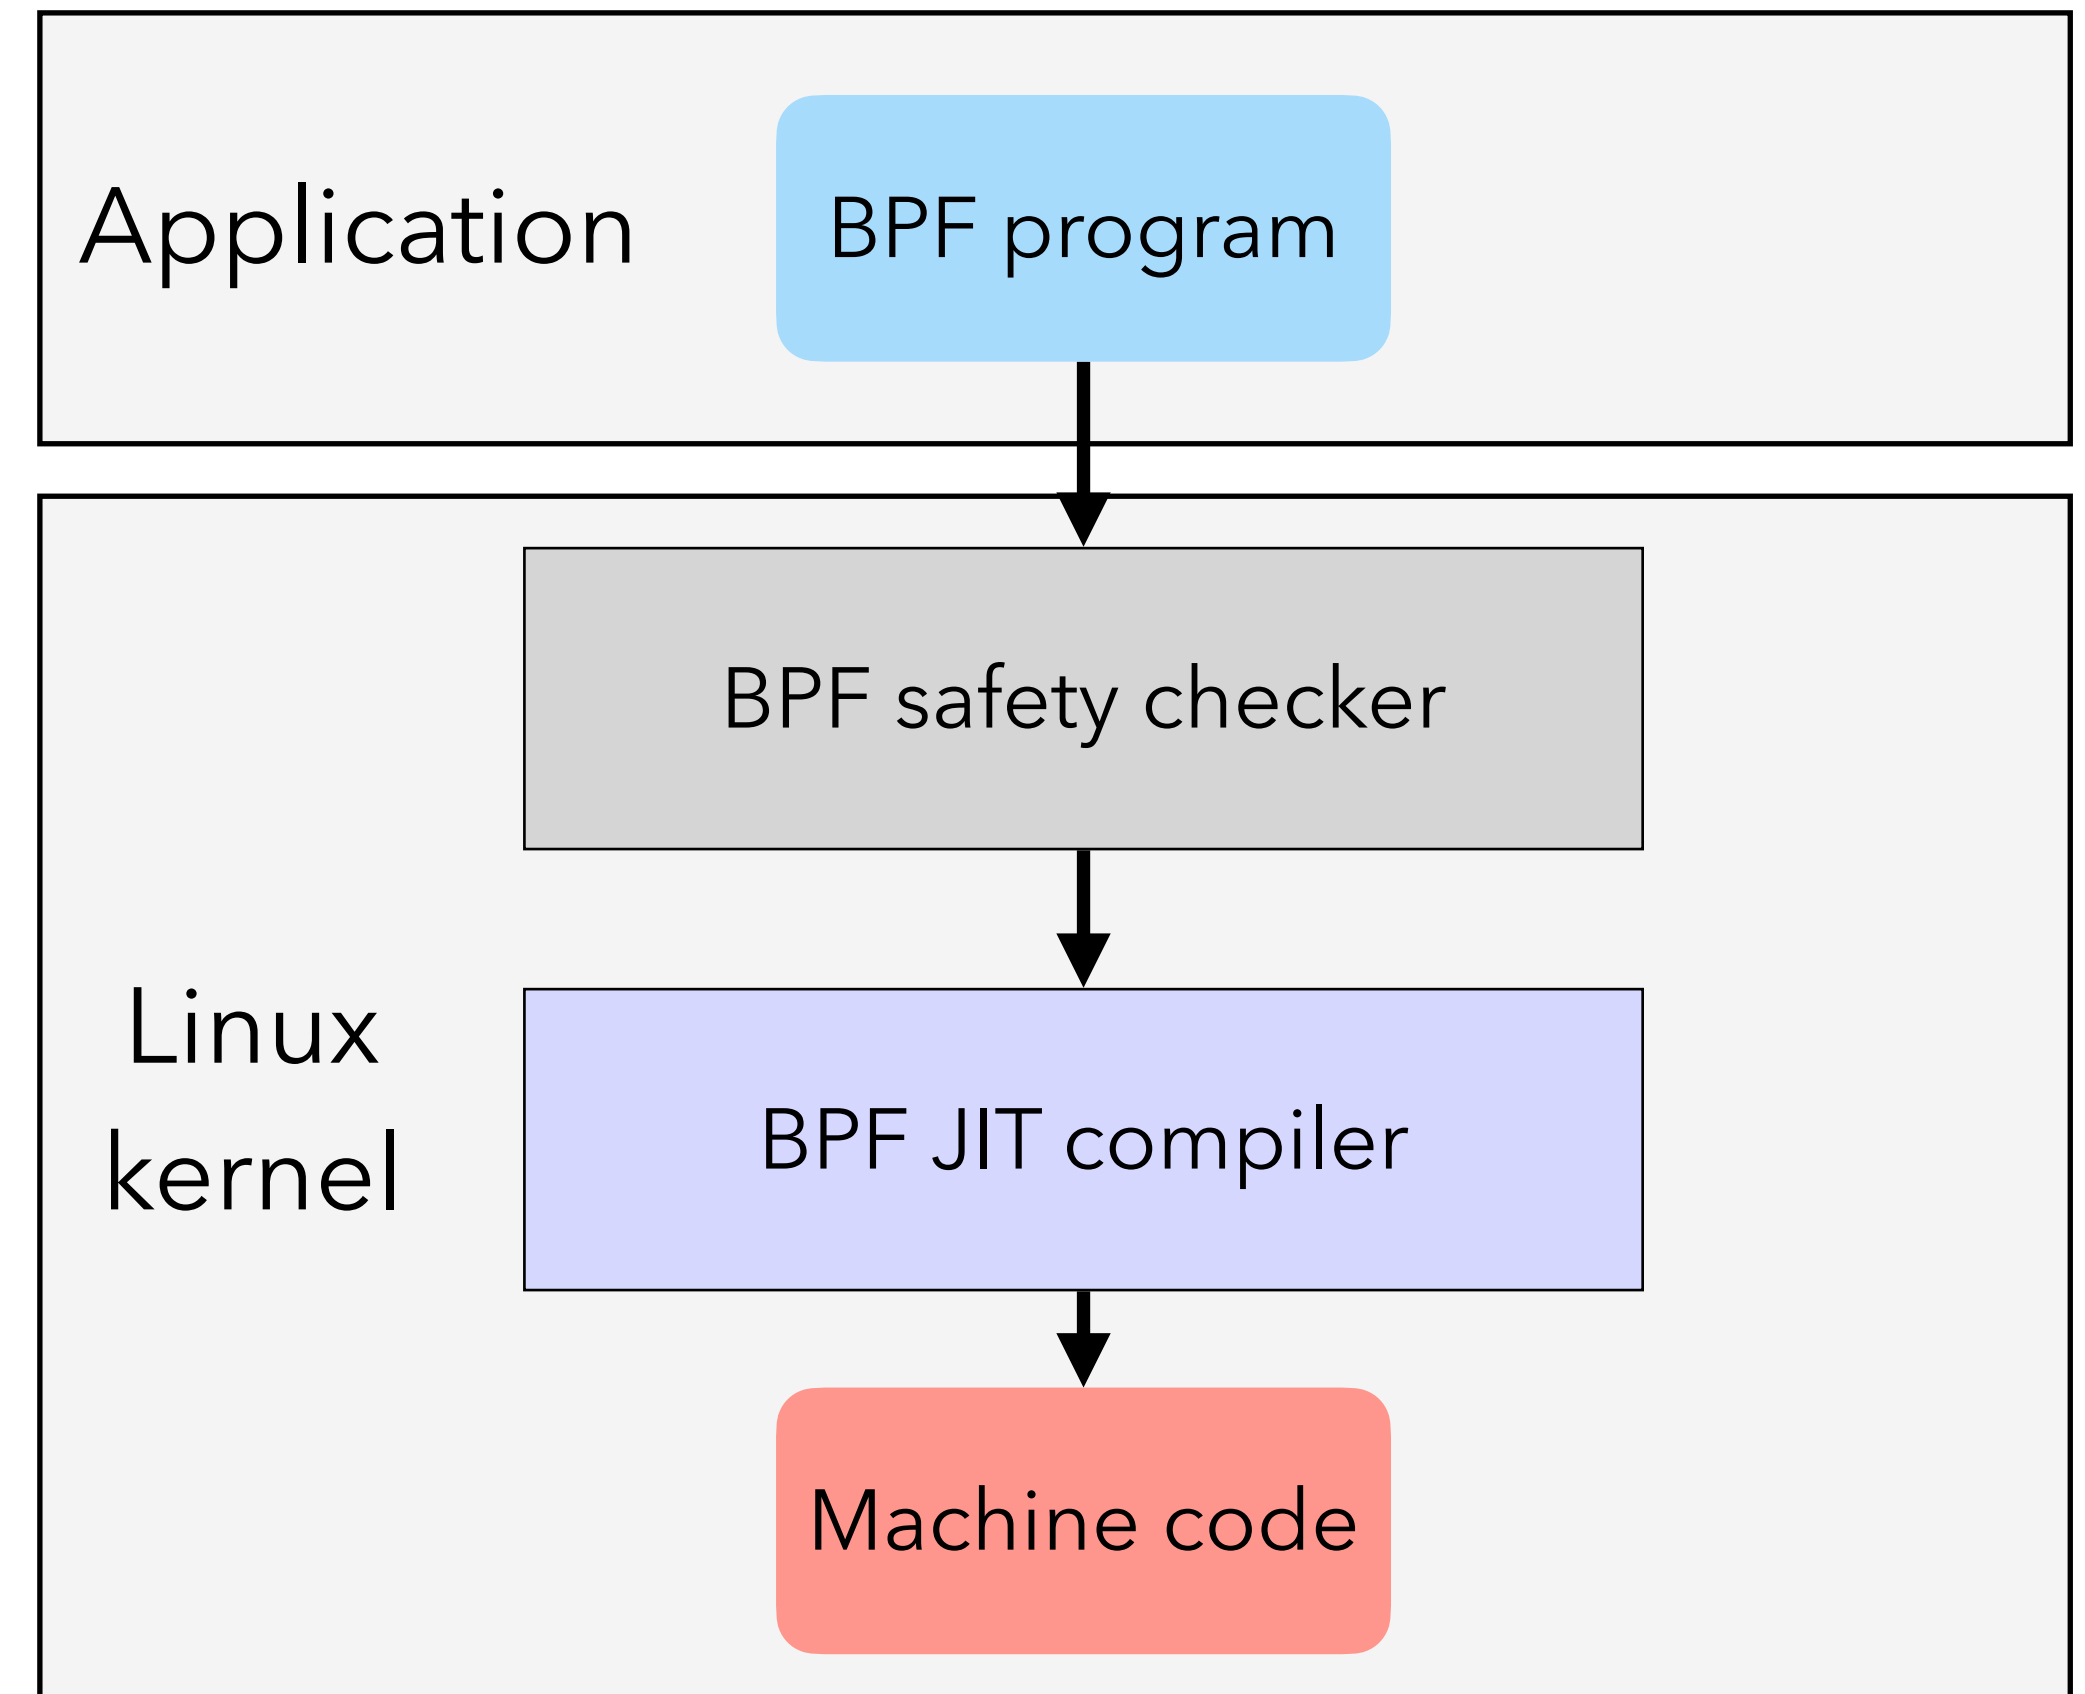 Application
BPF program
BPF safety checker
Linux
kernel
BPF JIT compiler
Machine code